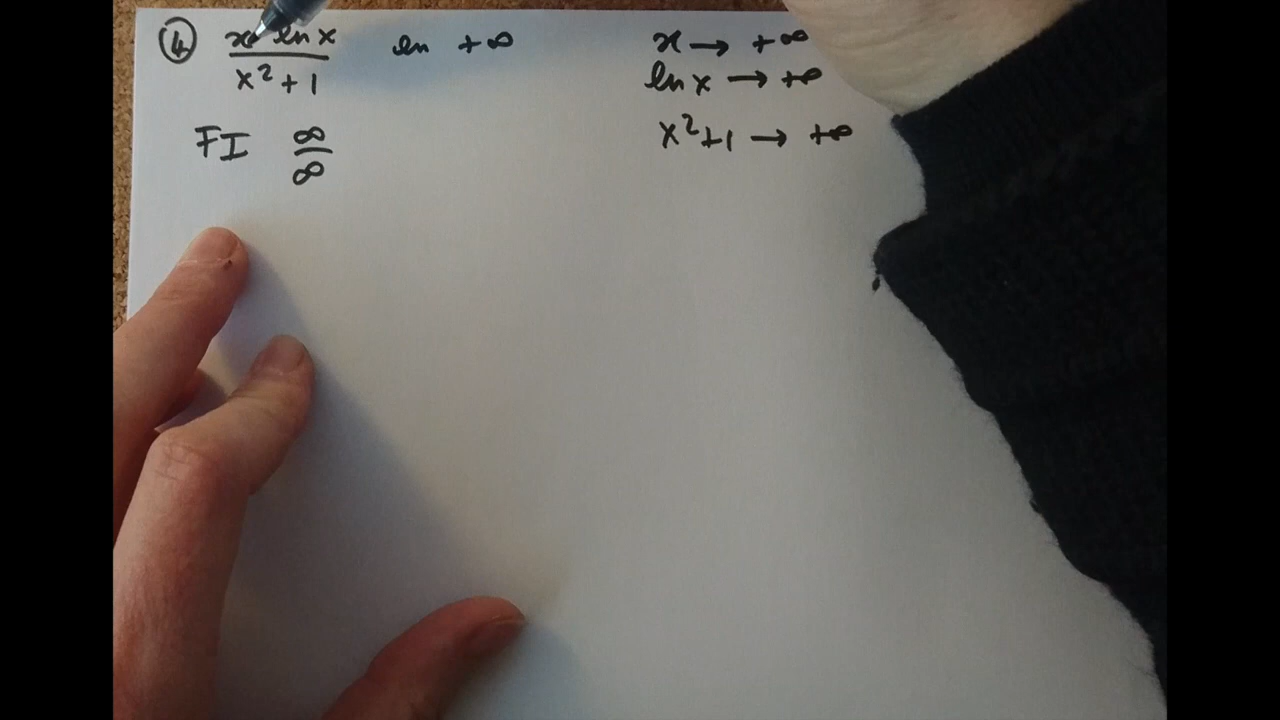 ④ x ln x / x² + 1 en +∞
x → +∞
ln x → +∞
x² + 1 → +∞
FI ∞/∞